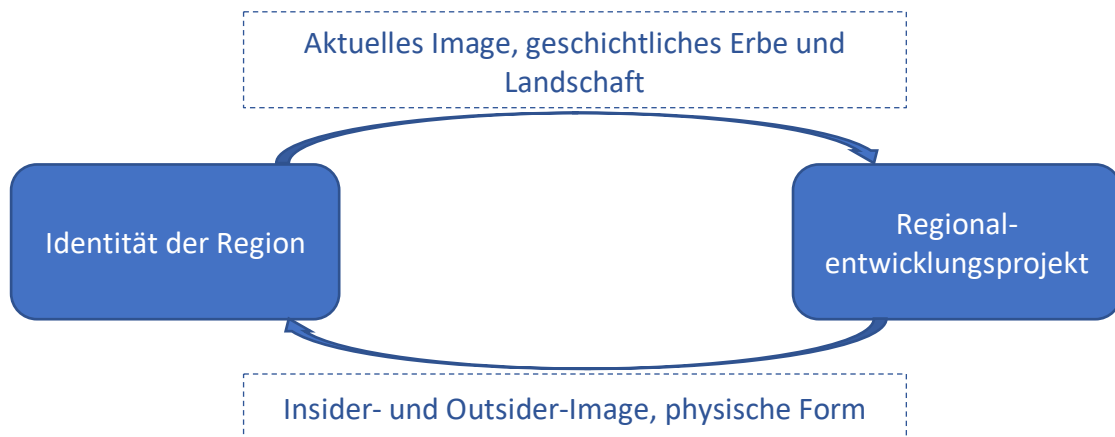 Aktuelles Image, geschichtliches Erbe und
Landschaft
Identität der Region
Regional-
entwicklungsprojekt
Insider- und Outsider-Image, physische Form